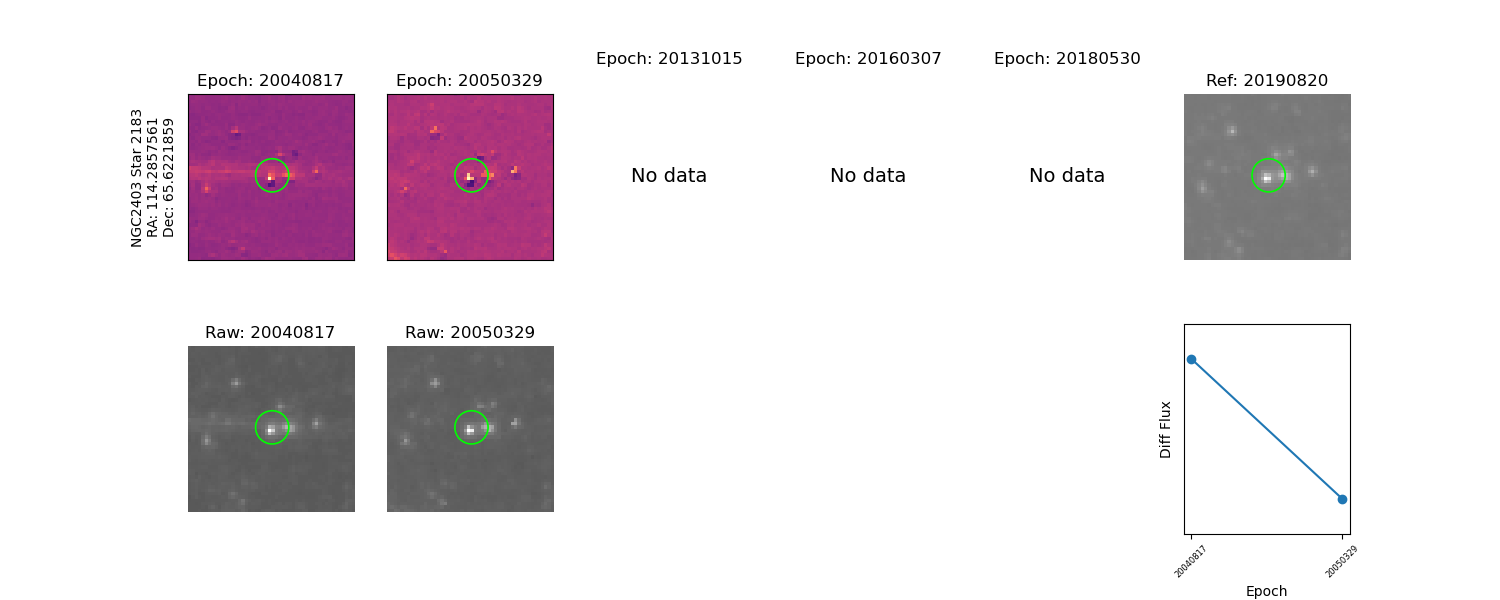 Epoch: 20040817
Epoch: 20050329
Epoch: 20131015
Epoch: 20160307
Epoch: 20180530
Ref: 20190820
NGC2403 Star 2183
RA: 114.2857561
Dec: 65.6221859
No data
No data
No data
Raw: 20040817
Raw: 20050329
Diff Flux
20040817
20050329
Epoch